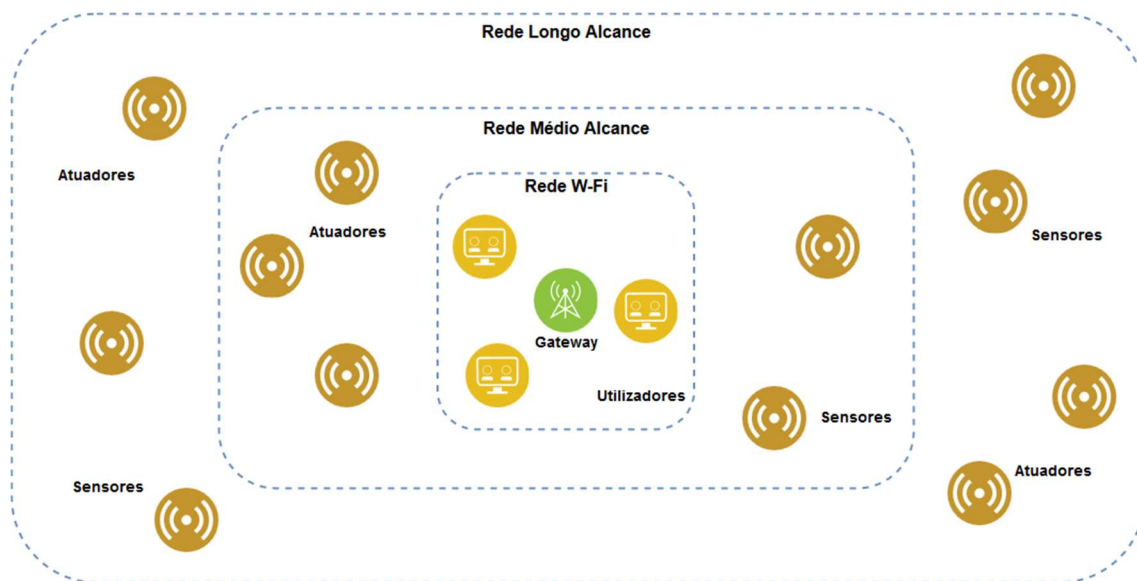 Rede Longo Alcance
Rede Médio Alcance
Atuadores
Rede W-Fi
Atuadores
Sensores
Gateway
Utilizadores
Sensores
Sensores
Atuadores